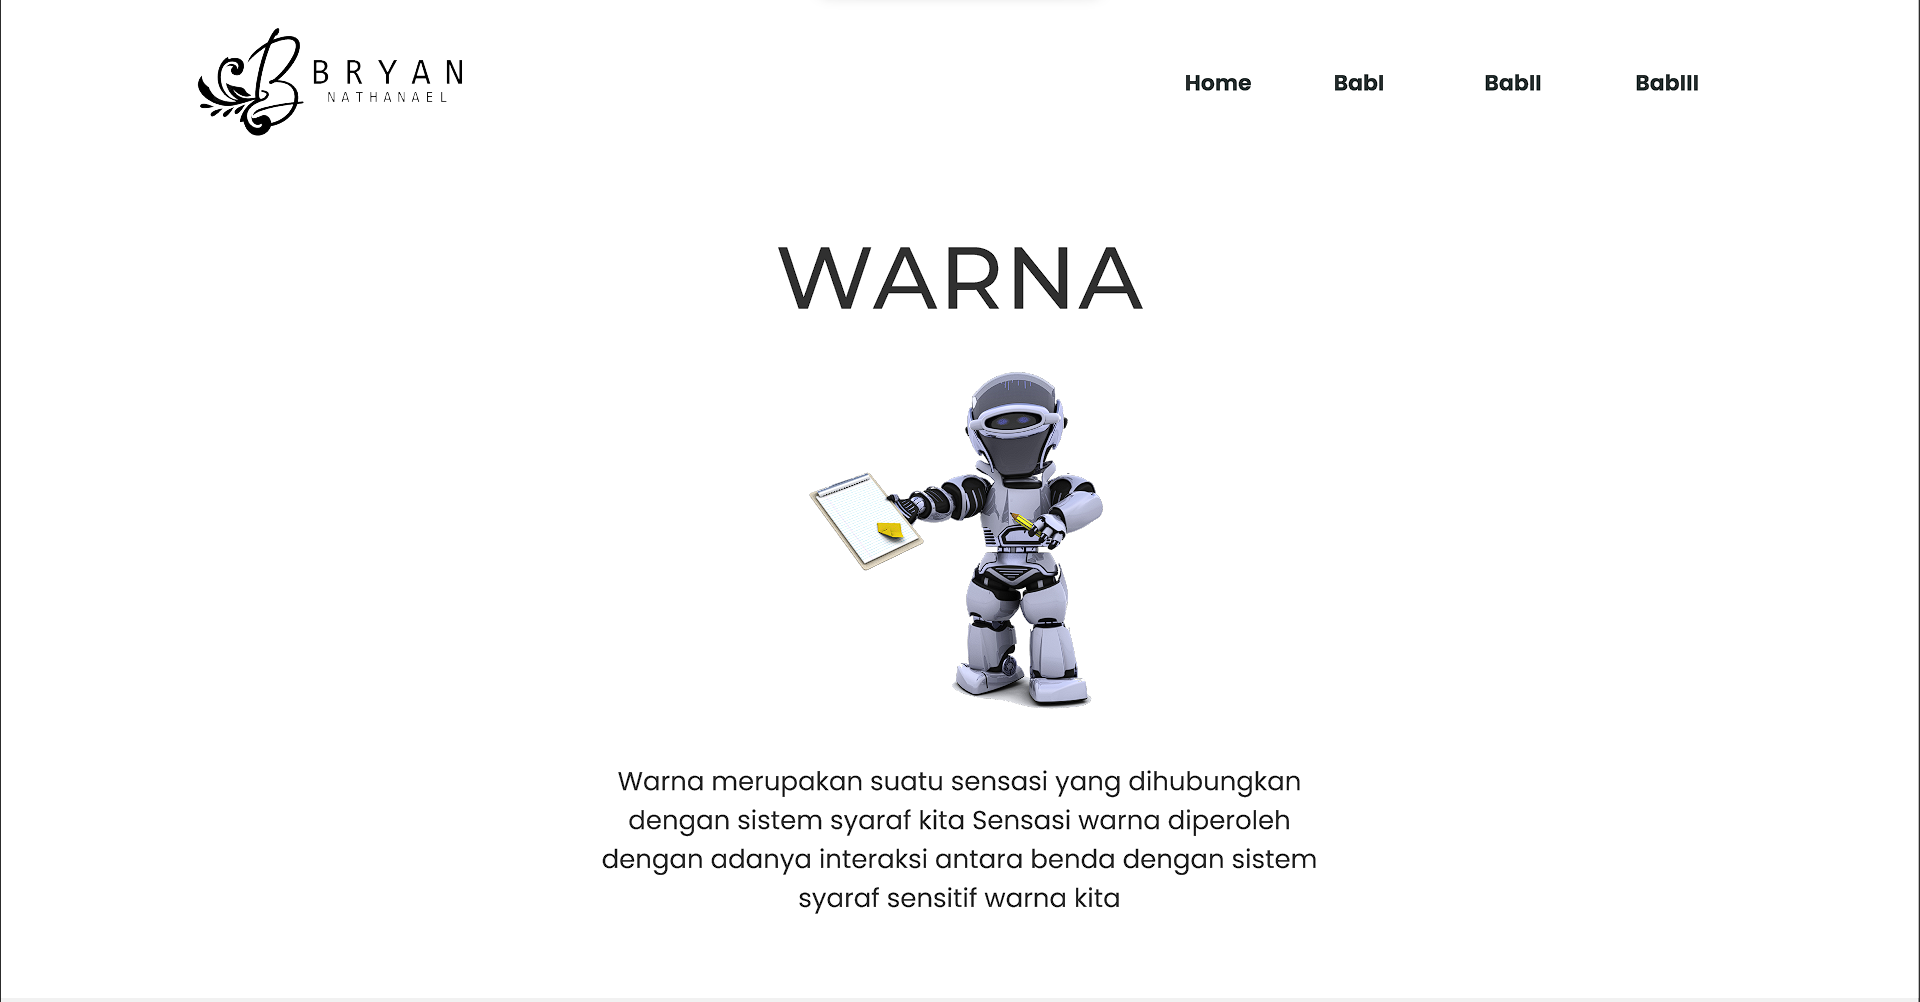 BRYAN
NATHANAEL
Home BabI BabII BabIII
WARNA
Warna merupakan suatu sensasi yang dihubungkan
dengan sistem syaraf kita Sensasi warna diperoleh
dengan adanya interaksi antara benda dengan sistem
syaraf sensitif warna kita